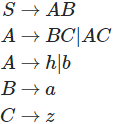 S → AB
A → BC|AC
A → h|b
B → a
C → z